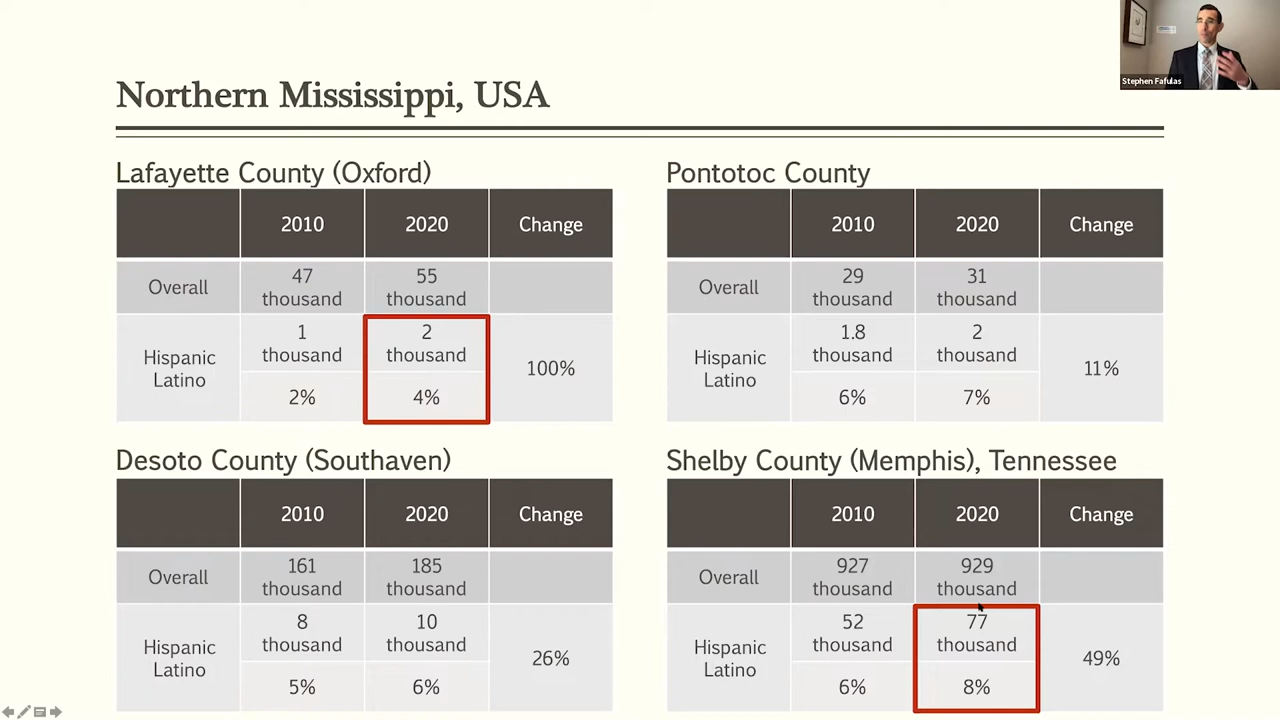 Stephen Fafulas
Northern Mississippi, USA
Lafayette County (Oxford)
2010 2020 Change
Overall 47 thousand 55 thousand
Hispanic Latino 1 thousand 2 thousand 100%
2% 4%
Pontotoc County
2010 2020 Change
Overall 29 thousand 31 thousand
Hispanic Latino 1.8 thousand 2 thousand 11%
6% 7%
Desoto County (Southaven)
2010 2020 Change
Overall 161 thousand 185 thousand
Hispanic Latino 8 thousand 10 thousand 26%
5% 6%
Shelby County (Memphis), Tennessee
2010 2020 Change
Overall 927 thousand 929 thousand
Hispanic Latino 52 thousand 77 thousand 49%
6% 8%